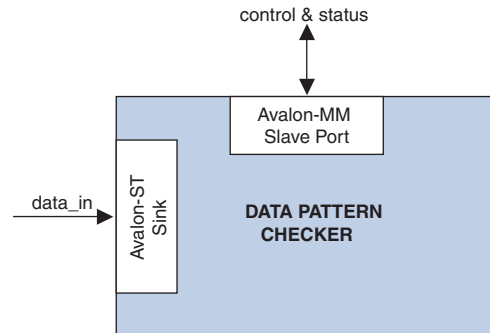 control & status
Avalon-MM
Slave Port
data_in
Avalon-ST
Sink
DATA PATTERN
CHECKER